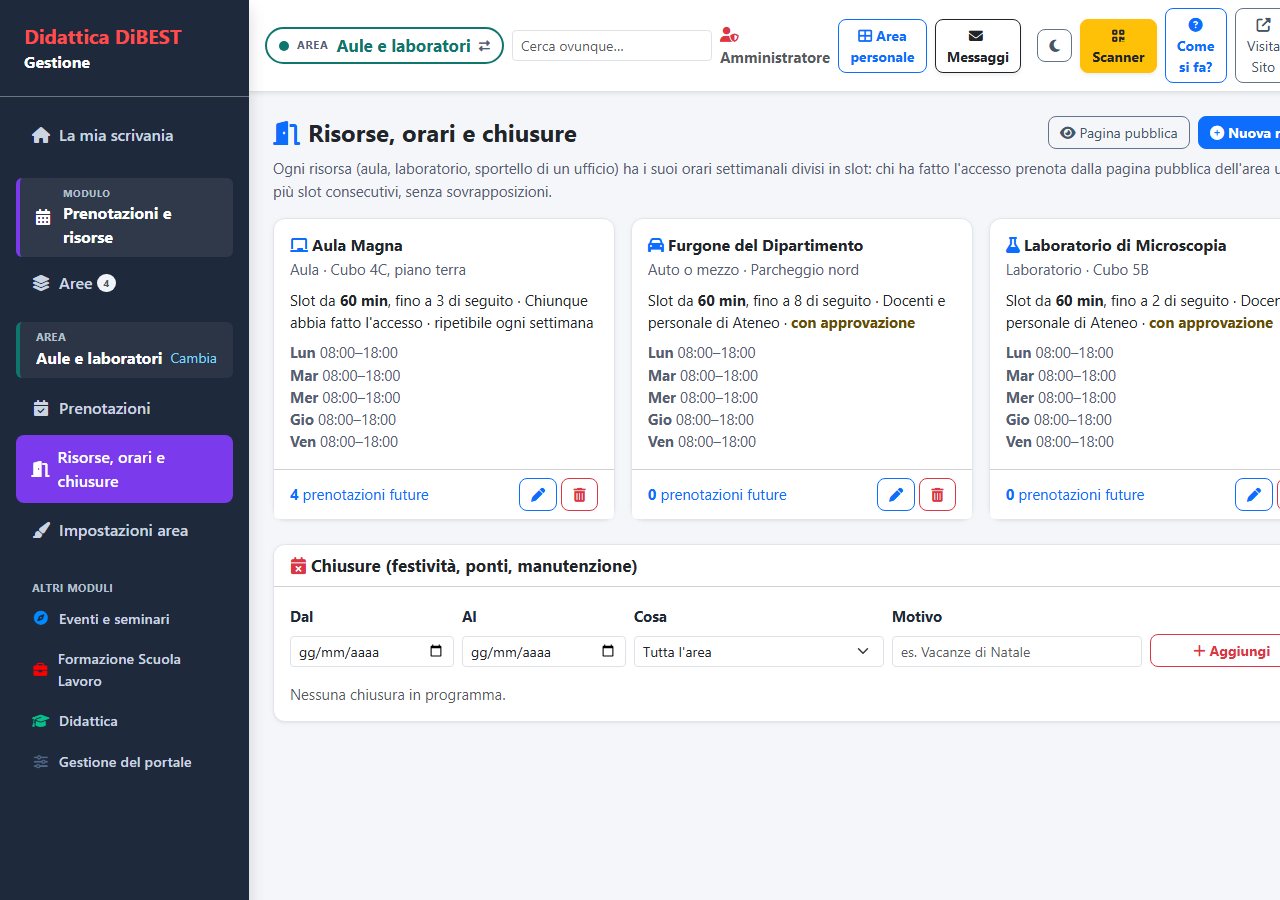 Didattica DiBEST
Gestione
La mia scrivania
MODULO
Prenotazioni e
risorse
Aree 4
AREA
Aule e laboratori Cambia
Prenotazioni
Risorse, orari e
chiusure
Impostazioni area
ALTRI MODULI
Eventi e seminari
Formazione Scuola
Lavoro
Didattica
Gestione del portale
AREA Aule e laboratori
Cerca ovunque...
Amministratore
Area
personale
Messaggi
Scanner
Come
si fa?
Visita
Sito
Risorse, orari e chiusure
Pagina pubblica
Nuova
Ogni risorsa (aula, laboratorio, sportello di un ufficio) ha i suoi orari settimanali divisi in slot: chi ha fatto l'accesso prenota dalla pagina pubblica dell'area
più slot consecutivi, senza sovrapposizioni.
Aula Magna
Aula · Cubo 4C, piano terra
Slot da 60 min, fino a 3 di seguito · Chiunque
abbia fatto l'accesso · ripetibile ogni settimana
Lun 08:00–18:00
Mar 08:00–18:00
Mer 08:00–18:00
Gio 08:00–18:00
Ven 08:00–18:00
4 prenotazioni future
Furgone del Dipartimento
Auto o mezzo · Parcheggio nord
Slot da 60 min, fino a 8 di seguito · Docenti e
personale di Ateneo · con approvazione
Lun 08:00–18:00
Mar 08:00–18:00
Mer 08:00–18:00
Gio 08:00–18:00
Ven 08:00–18:00
0 prenotazioni future
Laboratorio di Microscopia
Laboratorio · Cubo 5B
Slot da 60 min, fino a 2 di seguito ·
personale di Ateneo · con approvazione
Lun 08:00–18:00
Mar 08:00–18:00
Mer 08:00–18:00
Gio 08:00–18:00
Ven 08:00–18:00
0 prenotazioni future
Chiusure (festività, ponti, manutenzione)
Dal
Al
Cosa
Motivo
gg/mm/aaaa
gg/mm/aaaa
Tutta l'area
es. Vacanze di Natale
Aggiungi
Nessuna chiusura in programma.